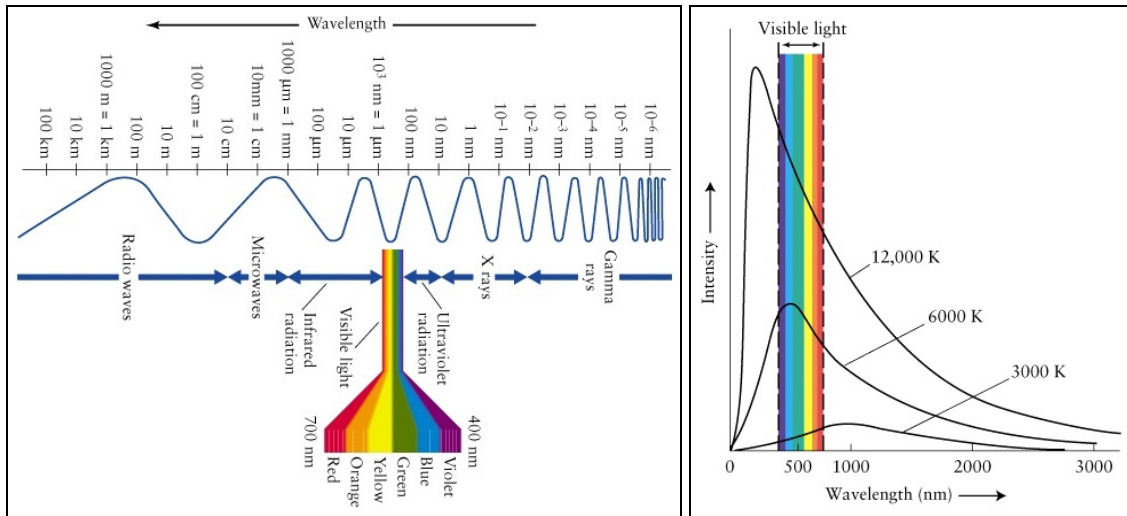 Wavelength
100 km
10 km
1000 m = 1 km
100 m
10 m
100 cm = 1 m
10 cm
10mm = 1 cm
1000 μm = 1 mm
100 μm
10 μm
10³ nm = 1 μm
100 nm
10 nm
1 nm
10⁻¹ nm
10⁻² nm
10⁻³ nm
10⁻⁴ nm
10⁻⁵ nm
10⁻⁶ nm
Radio waves
Microwaves
Infrared
radiation
Visible light
Ultraviolet
radiation
X rays
Gamma
rays
700 nm
400 nm
Red
Orange
Yellow
Green
Blue
Violet
Visible light
Intensity
12,000 K
6000 K
3000 K
0
500
1000
2000
3000
Wavelength (nm)